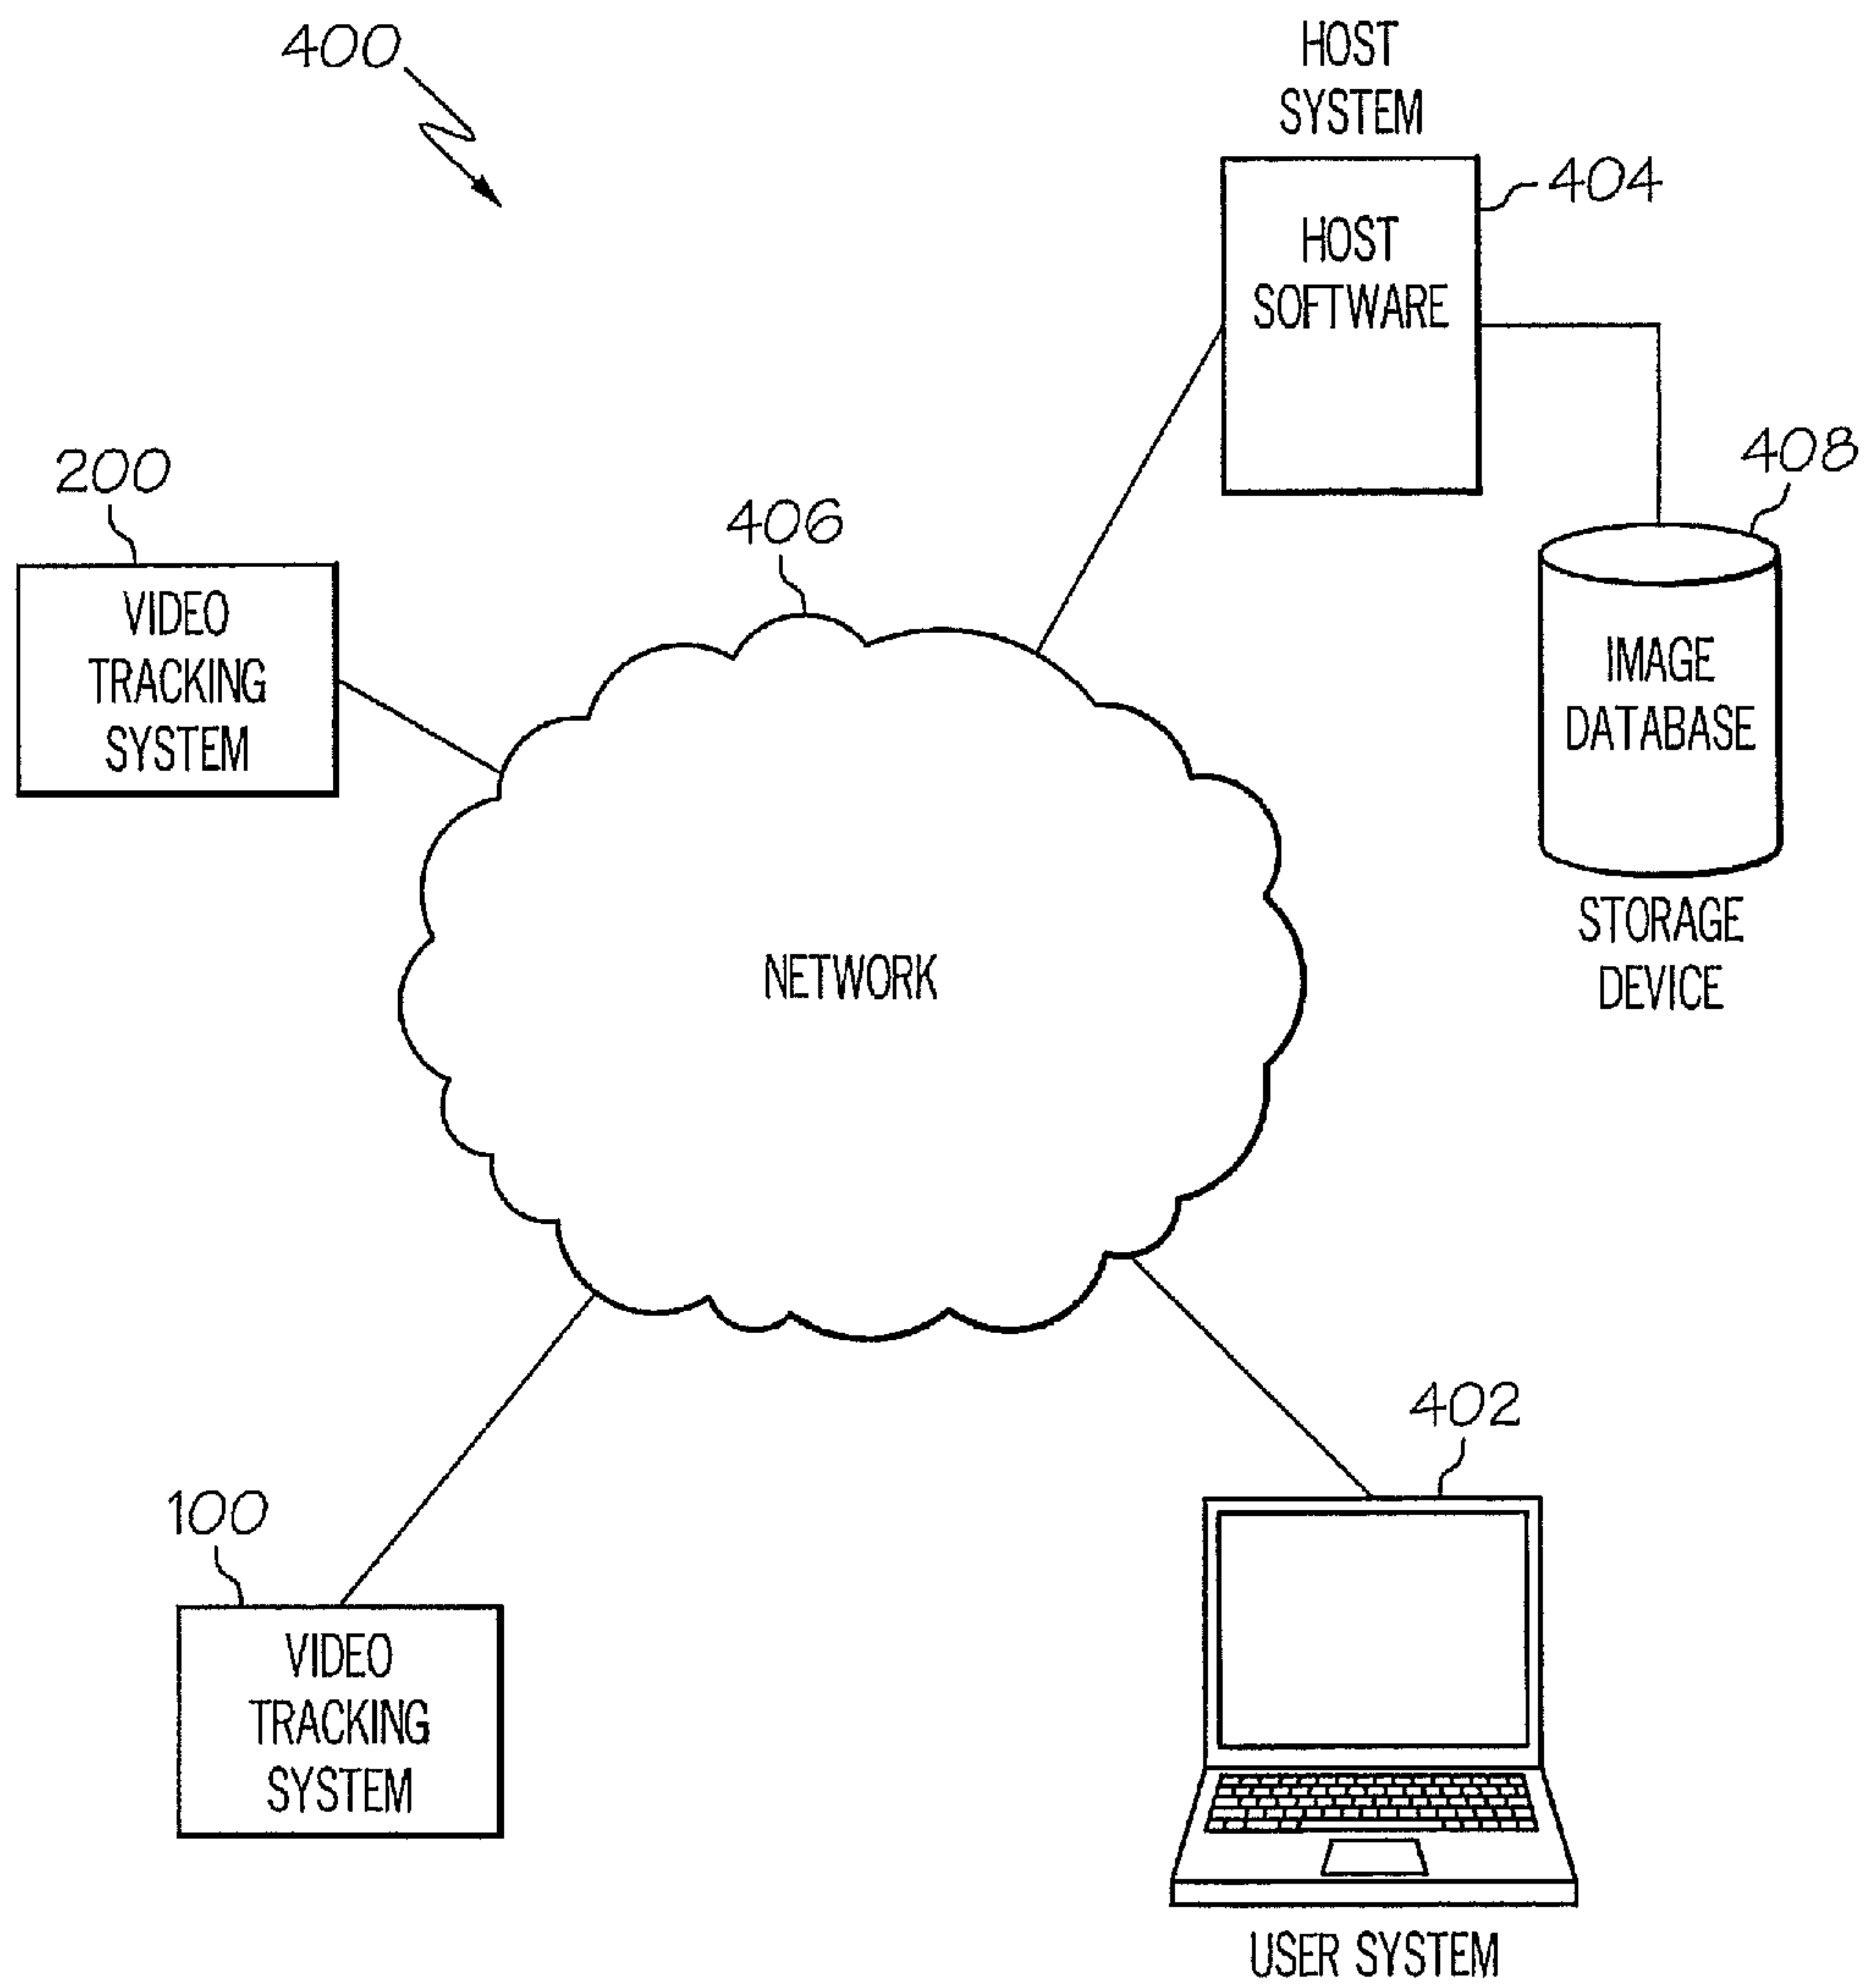 400
HOST
SYSTEM
404
HOST
SOFTWARE
408
200
406
VIDEO
TRACKING
SYSTEM
IMAGE
DATABASE
STORAGE
DEVICE
NETWORK
402
100
VIDEO
TRACKING
SYSTEM
USER SYSTEM